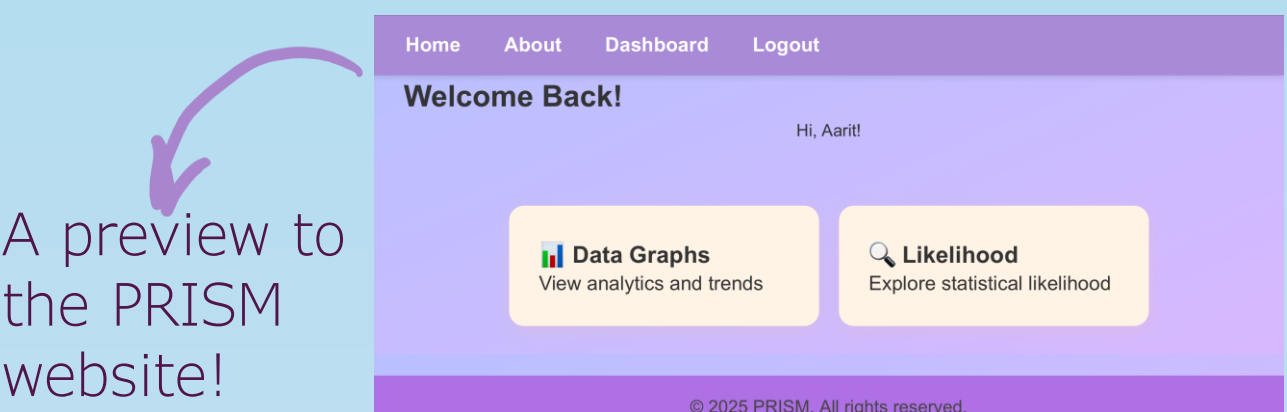 Home About Dashboard Logout
Welcome Back!
Hi, Aarit!
A preview to
the PRISM
website!
📊 Data Graphs
View analytics and trends
🔍 Likelihood
Explore statistical likelihood
© 2025 PRISM. All rights reserved.